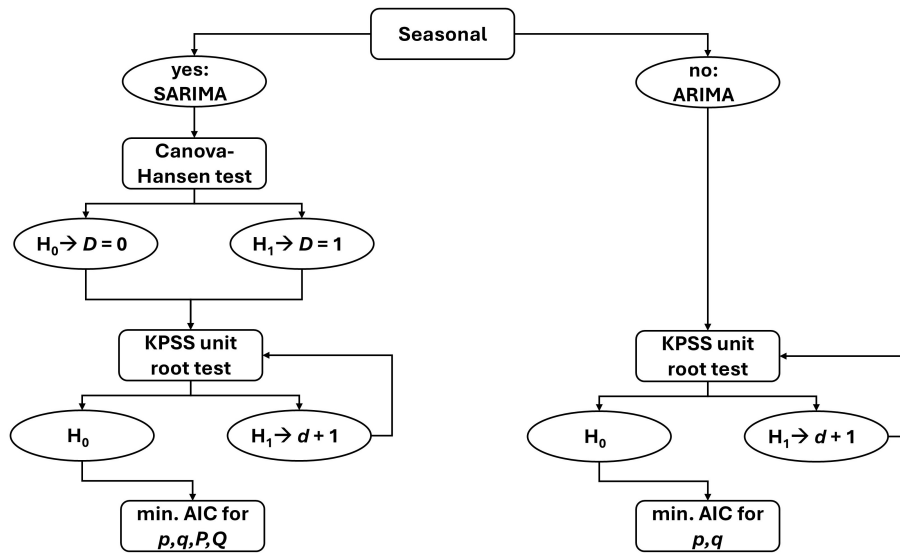 Seasonal
yes:
SARIMA
no:
ARIMA
Canova-
Hansen test
H₀→ D = 0
H₁→ D = 1
KPSS unit
root test
KPSS unit
root test
H₀
H₁→ d + 1
H₀
H₁→ d + 1
min. AIC for
p,q,P,Q
min. AIC for
p,q